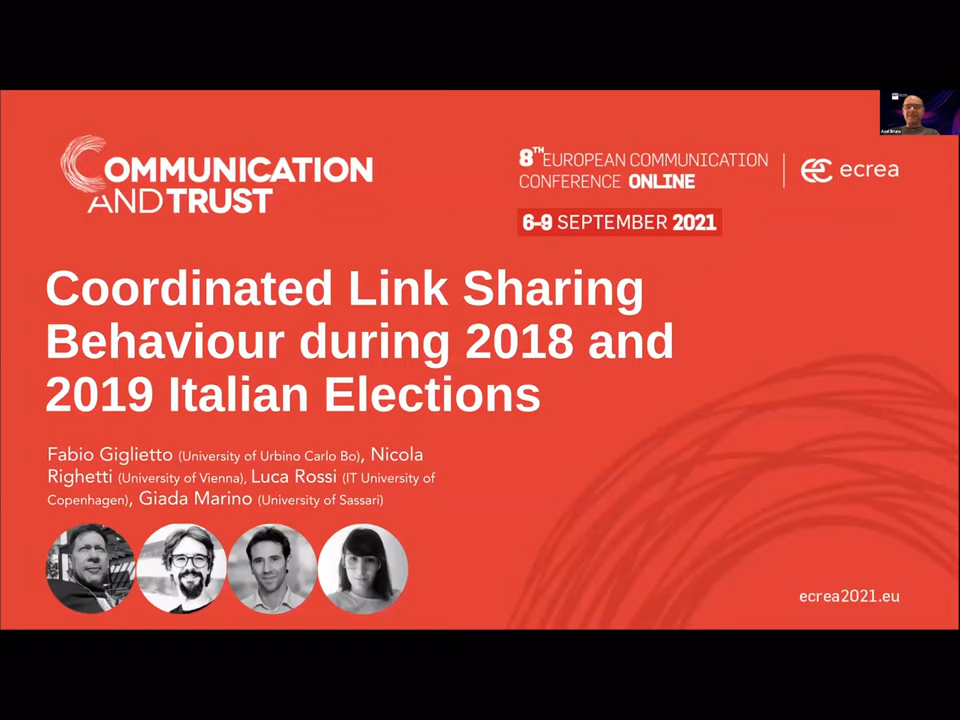 COMMUNICATION
AND TRUST
8TH EUROPEAN COMMUNICATION
CONFERENCE ONLINE
ecrea
6-9 SEPTEMBER 2021
Coordinated Link Sharing
Behaviour during 2018 and
2019 Italian Elections
Fabio Giglietto (University of Urbino Carlo Bo), Nicola
Righetti (University of Vienna), Luca Rossi (IT University of
Copenhagen), Giada Marino (University of Sassari)
ecrea2021.eu